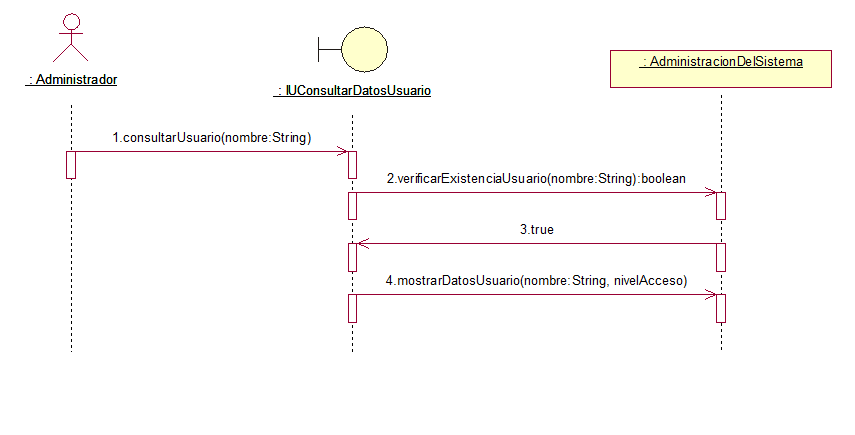 : Administrador
: IUConsultarDatosUsuario
: AdministracionDelSistema
1.consultarUsuario(nombre:String)
2.verificarExistenciaUsuario(nombre:String):boolean
3.true
4.mostrarDatosUsuario(nombre:String, nivelAcceso)